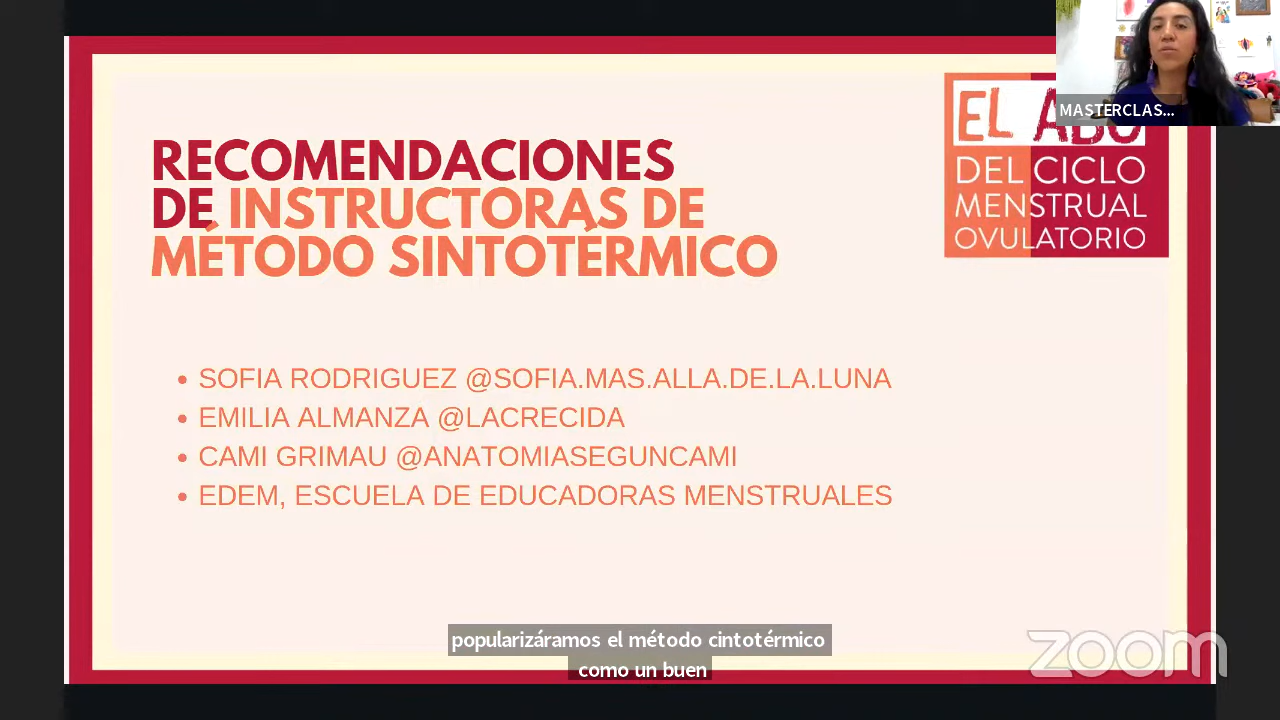 RECOMENDACIONES
DE INSTRUCTORAS DE
MÉTODO SINTOTÉRMICO
EL ABC
DEL CICLO
MENSTRUAL
OVULATORIO
MASTERCLAS...
• SOFIA RODRIGUEZ @SOFIA.MAS.ALLA.DE.LA.LUNA
• EMILIA ALMANZA @LACRECIDA
• CAMI GRIMAU @ANATOMIASEGUNCAMI
• EDEM, ESCUELA DE EDUCADORAS MENSTRUALES
popularizáramos el método cintotérmico
como un buen
zoom